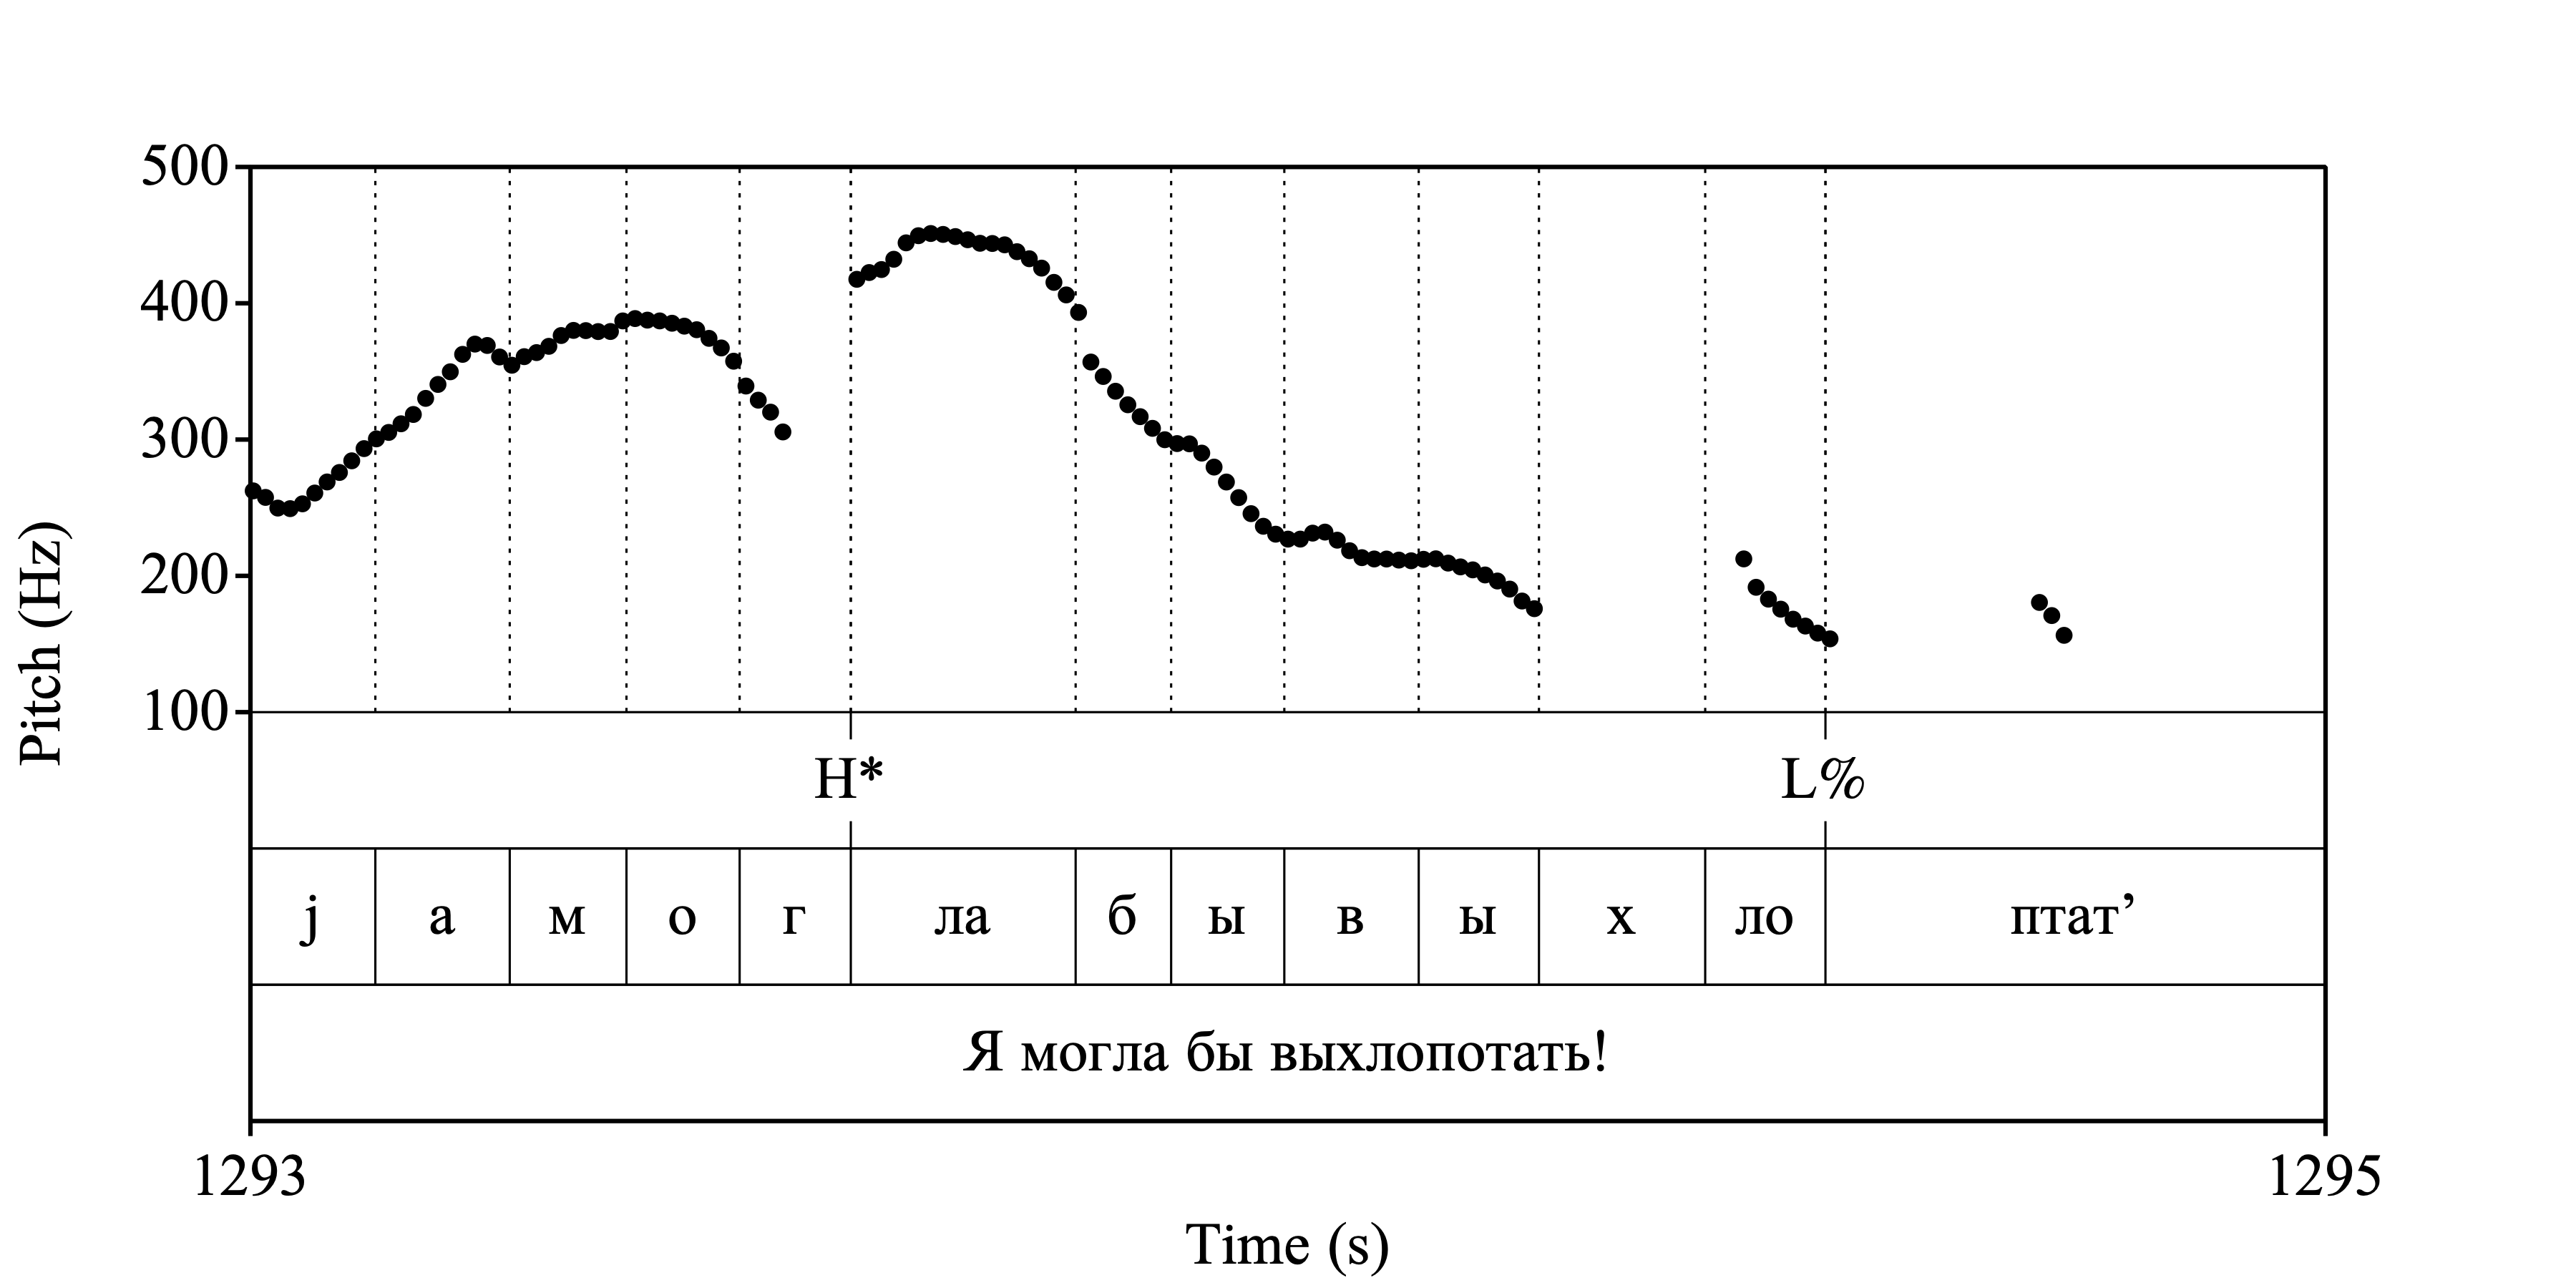 500
400
300
200
100
Pitch (Hz)
H* L%
j а м о г ла б ы в ы х ло птат’
Я могла бы выхлопотать!
1293 1295
Time (s)